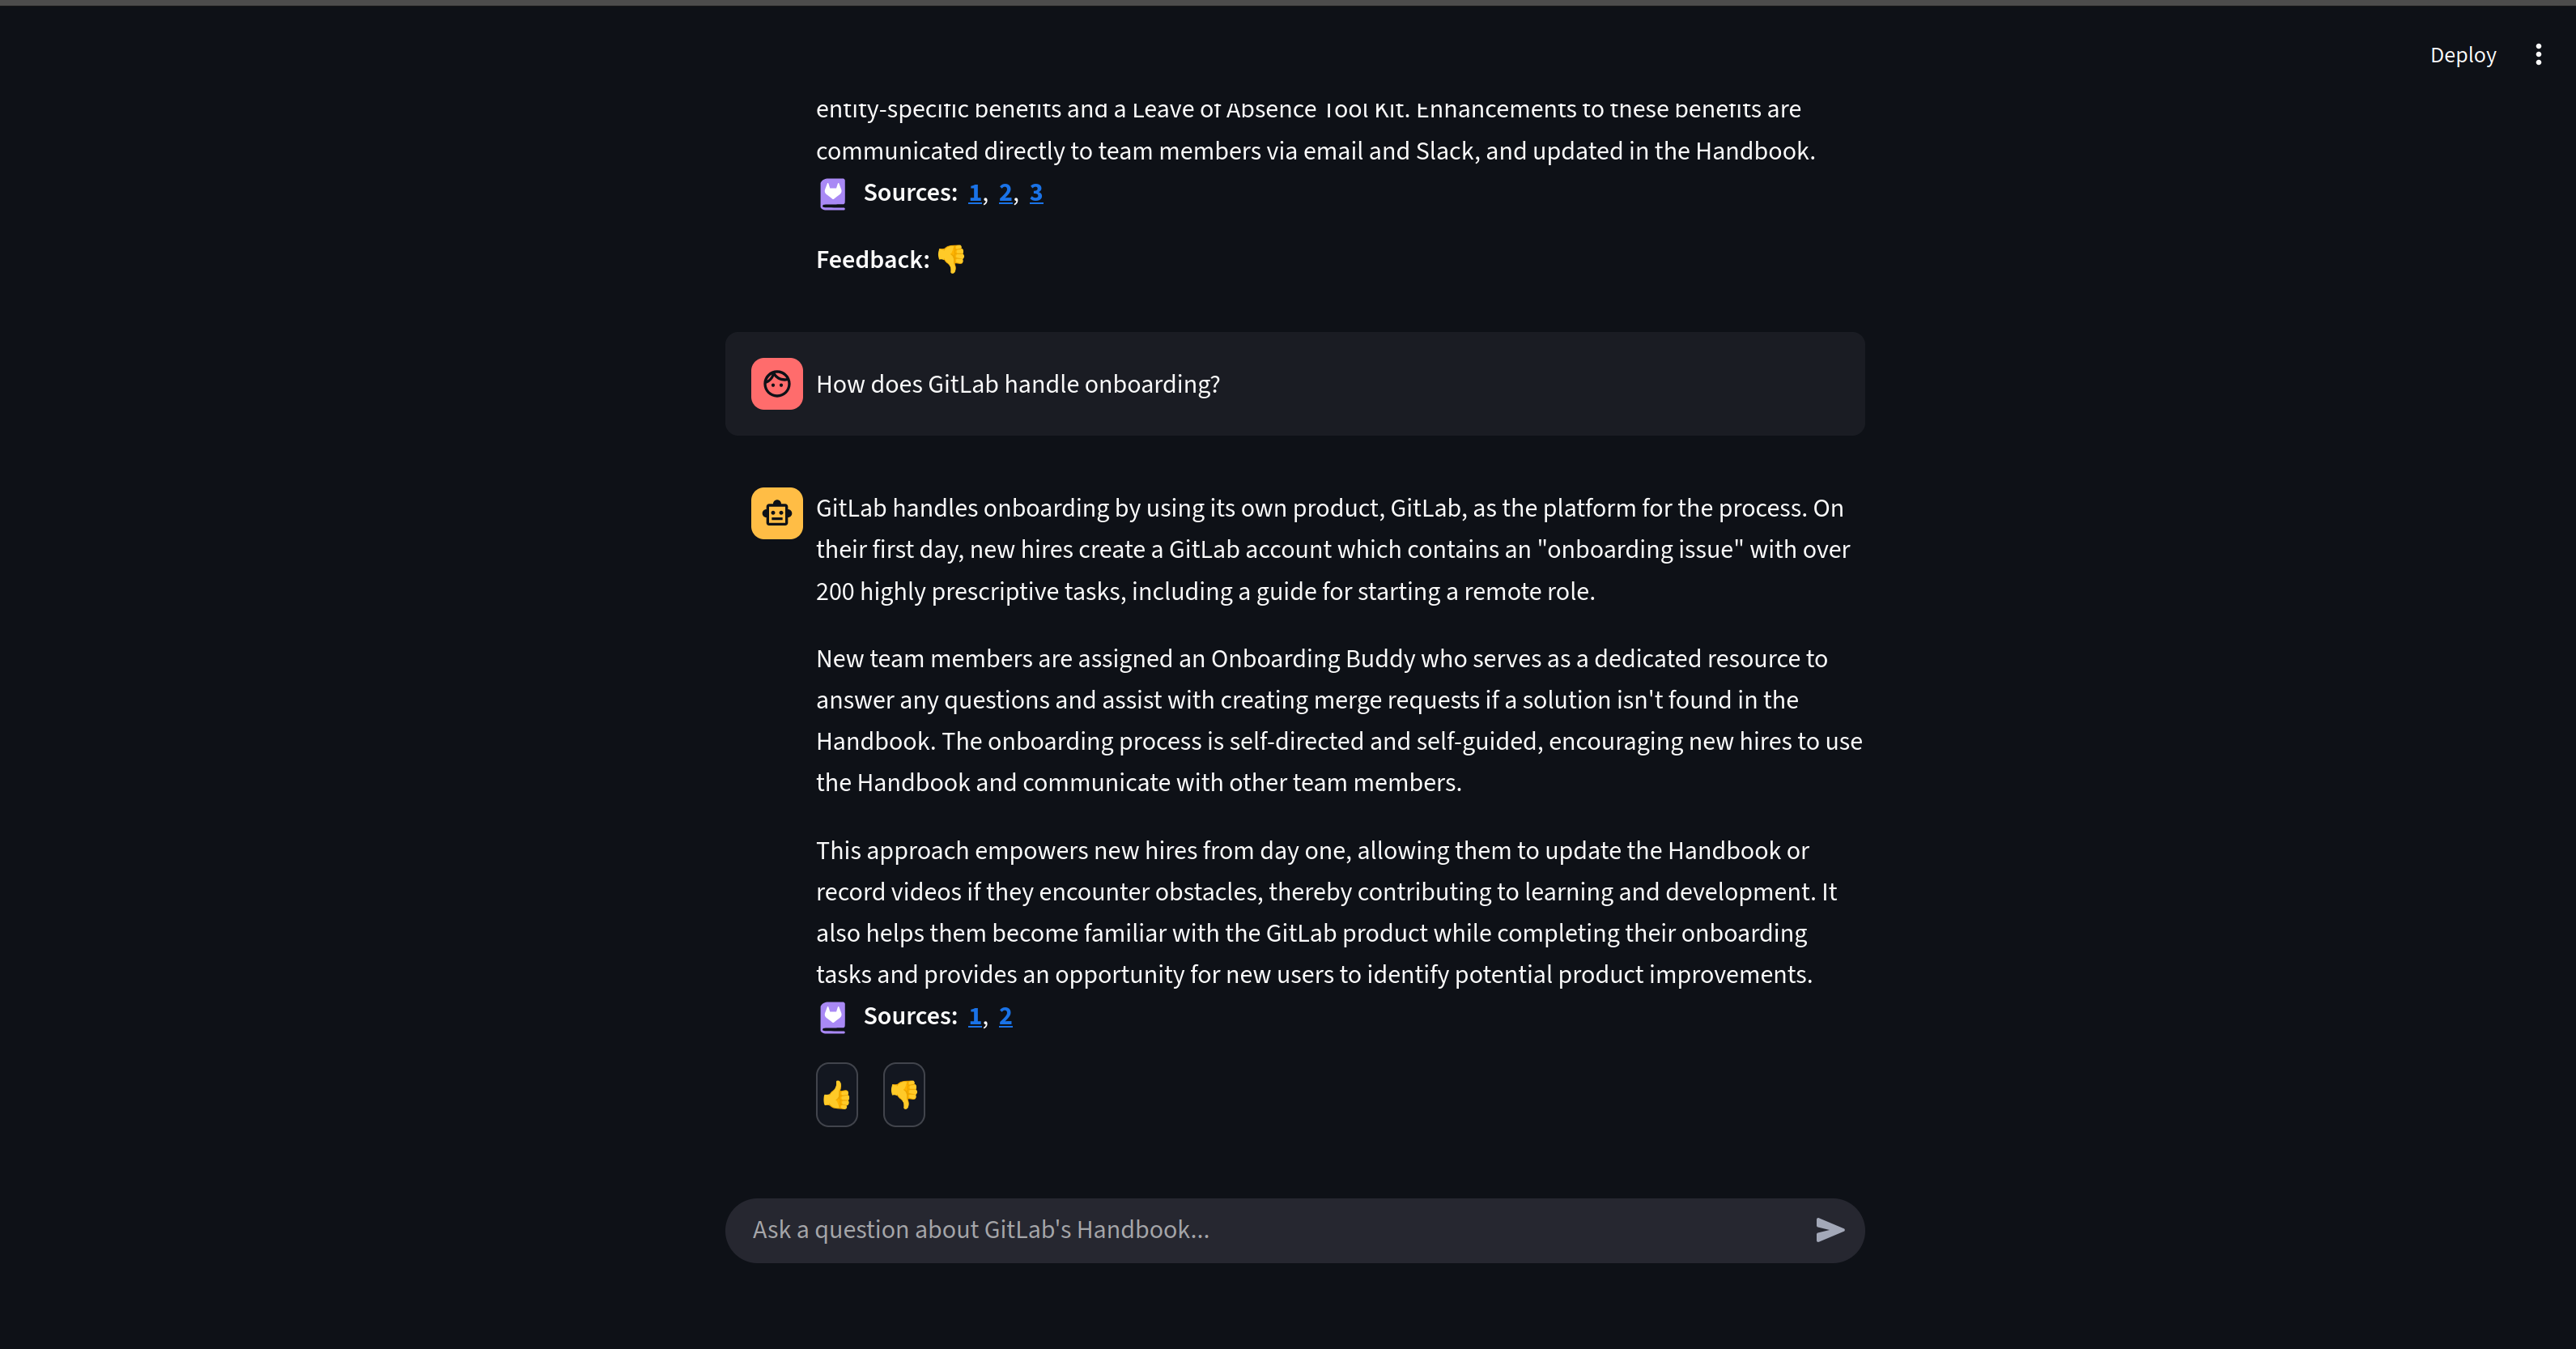 Deploy
entity-specific benefits and a Leave of Absence Tool Kit. Enhancements to these benefits are
communicated directly to team members via email and Slack, and updated in the Handbook.
Sources: 1, 2, 3
Feedback: 👎
How does GitLab handle onboarding?
GitLab handles onboarding by using its own product, GitLab, as the platform for the process. On
their first day, new hires create a GitLab account which contains an "onboarding issue" with over
200 highly prescriptive tasks, including a guide for starting a remote role.
New team members are assigned an Onboarding Buddy who serves as a dedicated resource to
answer any questions and assist with creating merge requests if a solution isn't found in the
Handbook. The onboarding process is self-directed and self-guided, encouraging new hires to use
the Handbook and communicate with other team members.
This approach empowers new hires from day one, allowing them to update the Handbook or
record videos if they encounter obstacles, thereby contributing to learning and development. It
also helps them become familiar with the GitLab product while completing their onboarding
tasks and provides an opportunity for new users to identify potential product improvements.
Sources: 1, 2
Ask a question about GitLab's Handbook...